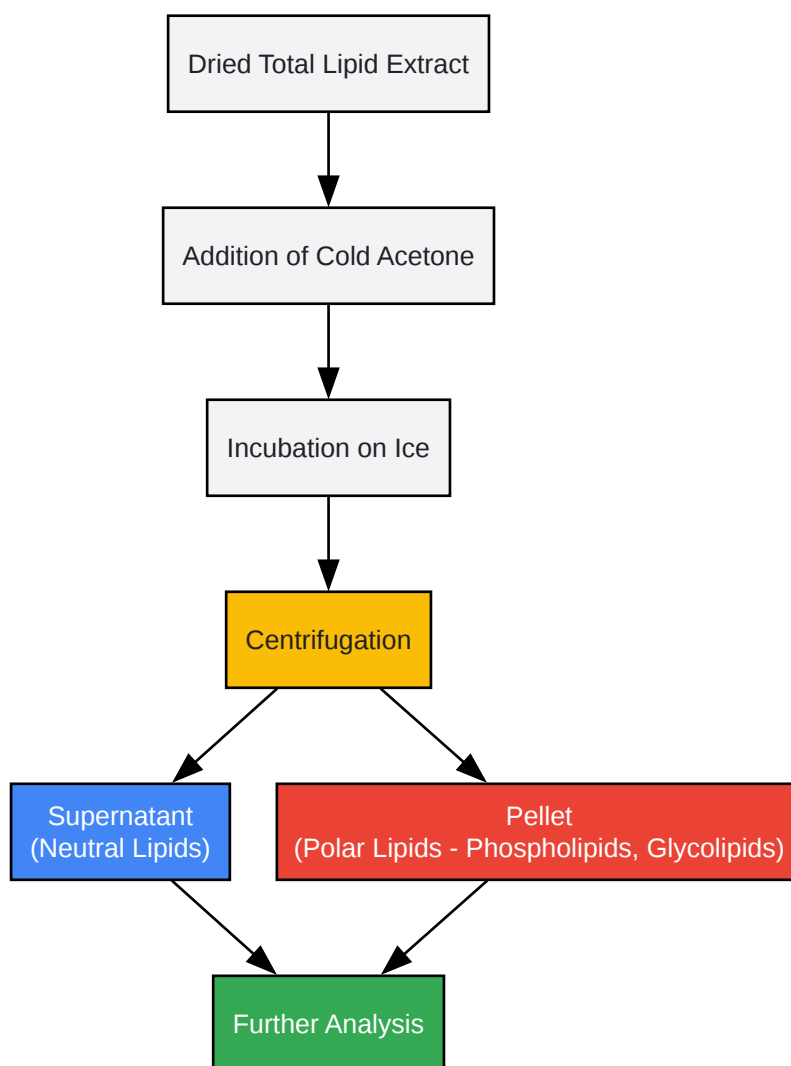 Dried Total Lipid Extract
Addition of Cold Acetone
Incubation on Ice
Centrifugation
Supernatant
(Neutral Lipids)
Pellet
(Polar Lipids - Phospholipids, Glycolipids)
Further Analysis